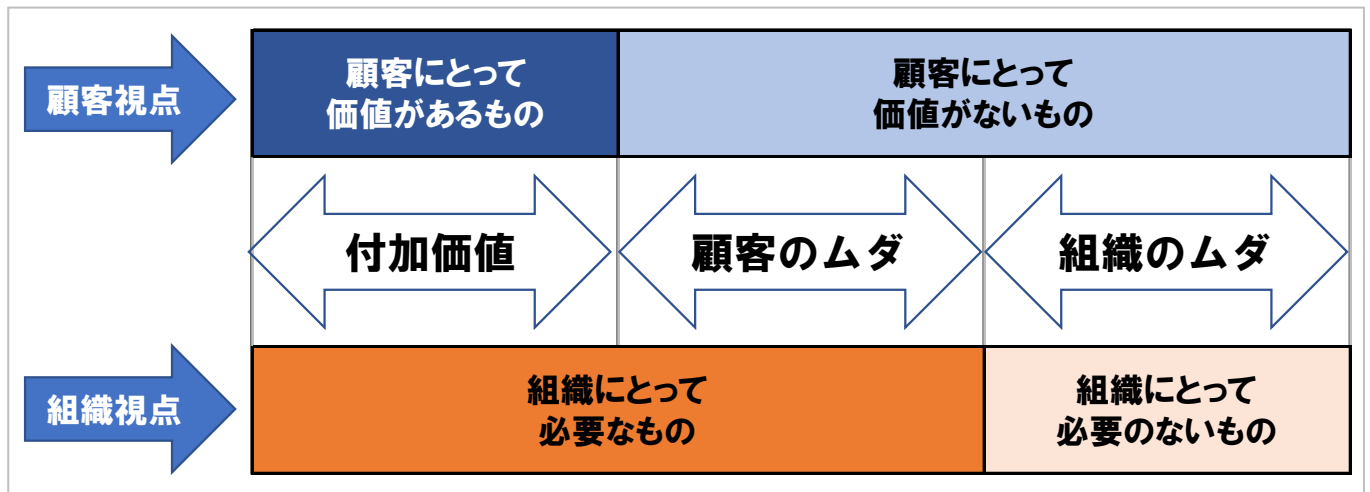 顧客視点
顧客にとって
価値があるもの
顧客にとって
価値がないもの
付加価値
顧客のムダ
組織のムダ
組織視点
組織にとって
必要なもの
組織にとって
必要のないもの